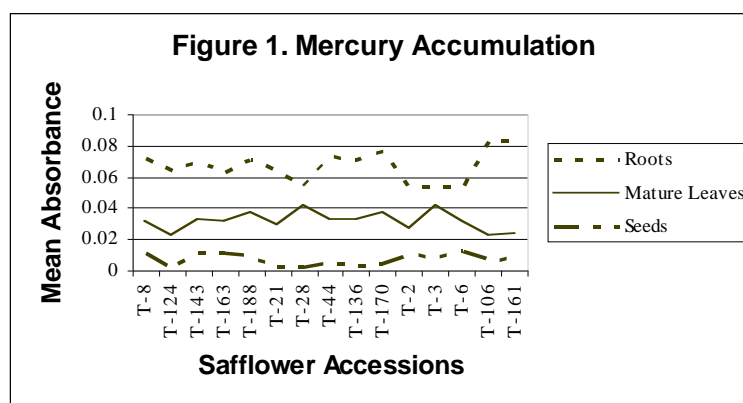 Figure 1. Mercury Accumulation
Mean Absorbance
0.1
0.08
0.06
0.04
0.02
0
T-8
T-124
T-143
T-163
T-188
T-21
T-28
T-44
T-136
T-170
T-2
T-3
T-6
T-106
T-161
Safflower Accessions
Roots
Mature Leaves
Seeds